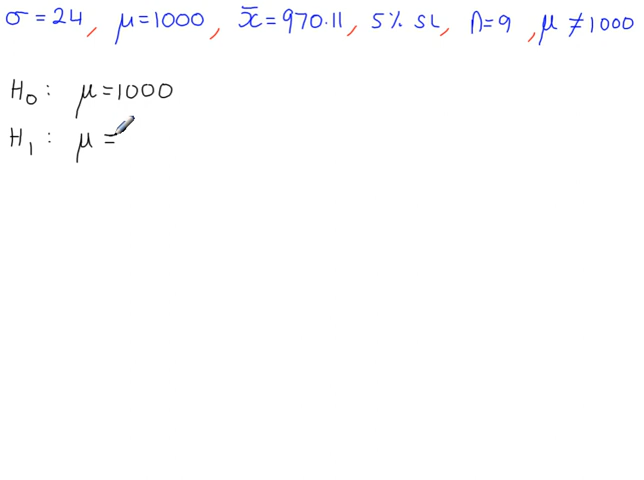 σ = 24 , μ = 1000 , x̄ = 970.11 , 5% SL , n = 9 , μ ≠ 1000
H₀ : μ = 1000
H₁ : μ =